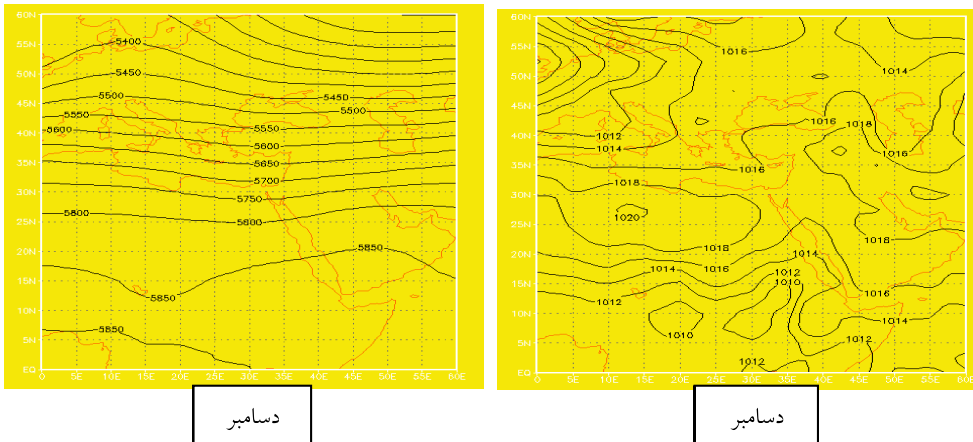 60N
55N
50N
45N
40N
35N
30N
25N
20N
15N
10N
5N
EQ
0 5E 10E 15E 20E 25E 30E 35E 40E 45E 50E 55E 60E
5400
5450
5450
5500
5500
5550
5550
5600
5600
5650
5700
5750
5800
5800
5850
5850
5850
دسامبر
60N
55N
50N
45N
40N
35N
30N
25N
20N
15N
10N
5N
EQ
0 5E 10E 15E 20E 25E 30E 35E 40E 45E 50E 55E 60E
1016
1014
1016
1018
1012
1014
1016
1016
1018
1020
1018
1018
1014
1014
1016
1012
1010
1016
1012
1014
1010
1012
1012
دسامبر